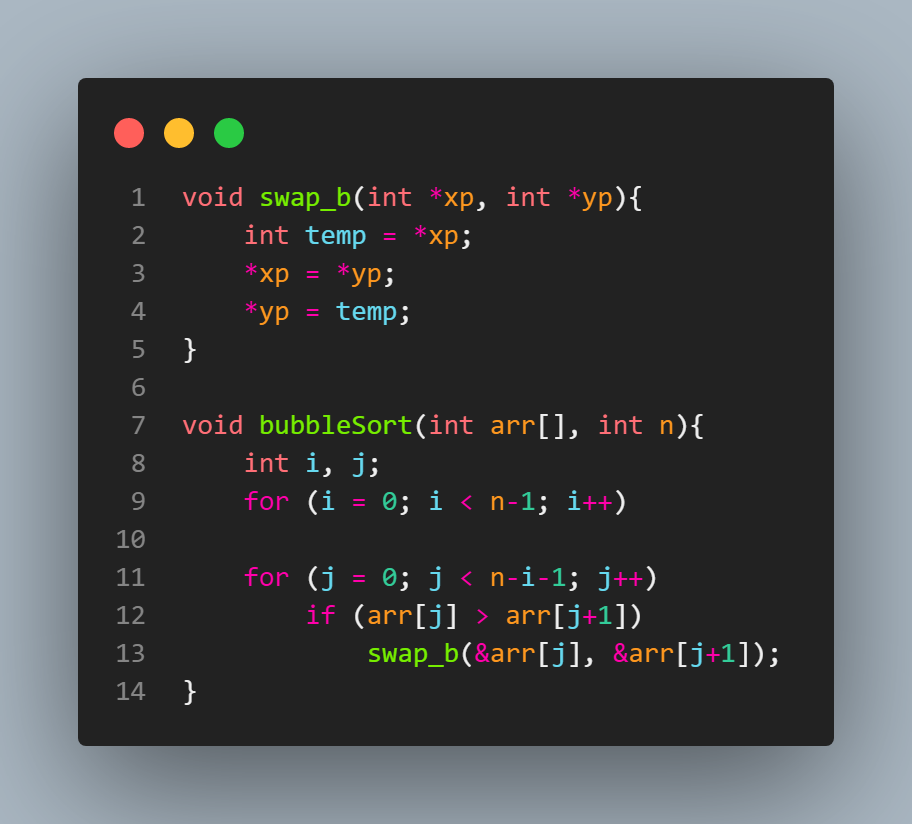 1 void swap_b(int *xp, int *yp){
2     int temp = *xp;
3     *xp = *yp;
4     *yp = temp;
5 }
6
7 void bubbleSort(int arr[], int n){
8     int i, j;
9     for (i = 0; i < n-1; i++)
10
11     for (j = 0; j < n-i-1; j++)
12         if (arr[j] > arr[j+1])
13             swap_b(&arr[j], &arr[j+1]);
14 }